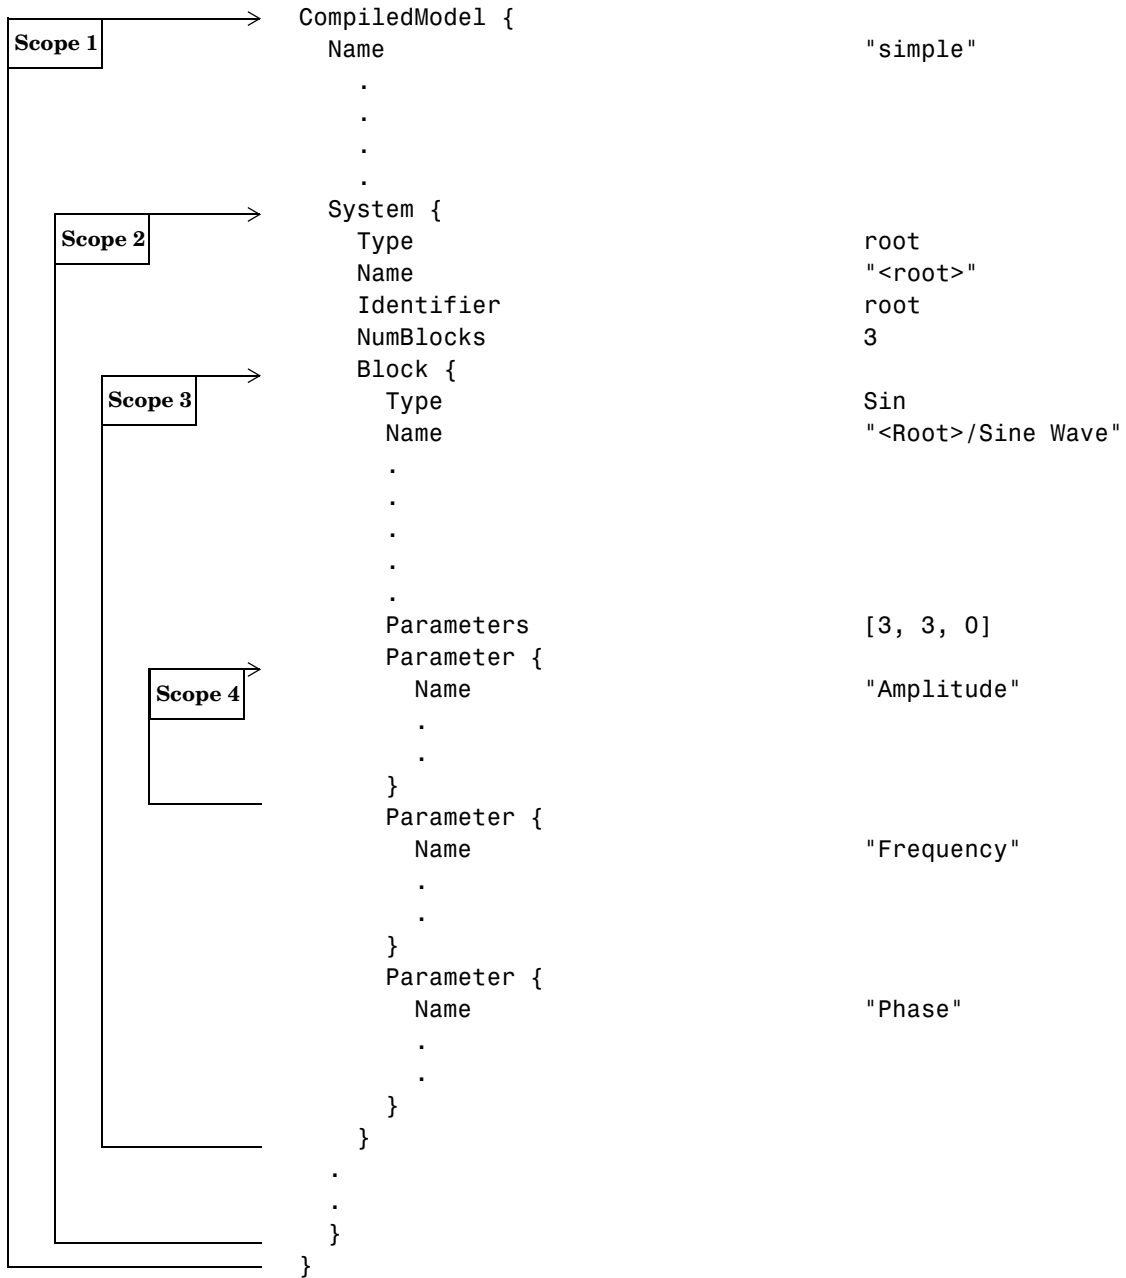 CompiledModel {
Scope 1
Name "simple"
.
.
.
.
System {
Scope 2
Type root
Name "<root>"
Identifier root
NumBlocks 3
Block {
Scope 3
Type Sin
Name "<Root>/Sine Wave"
.
.
.
.
.
Parameters [3, 3, 0]
Parameter {
Scope 4
Name "Amplitude"
.
.
}
Parameter {
Name "Frequency"
.
.
}
Parameter {
Name "Phase"
.
.
}
}
.
.
}
}